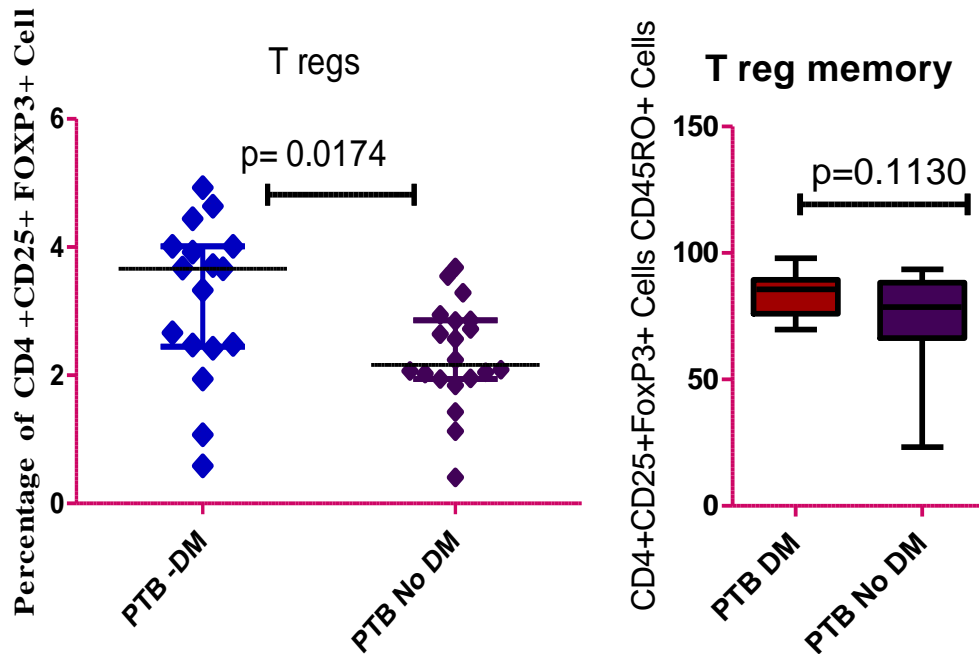 T regs
Percentage of CD4 +CD25+ FOXP3+ Cell
6
4
2
0
p= 0.0174
PTB -DM
PTB No DM
T reg memory
CD4+CD25+FoxP3+ Cells CD45RO+ Cells
150
100
50
0
p=0.1130
PTB DM
PTB No DM